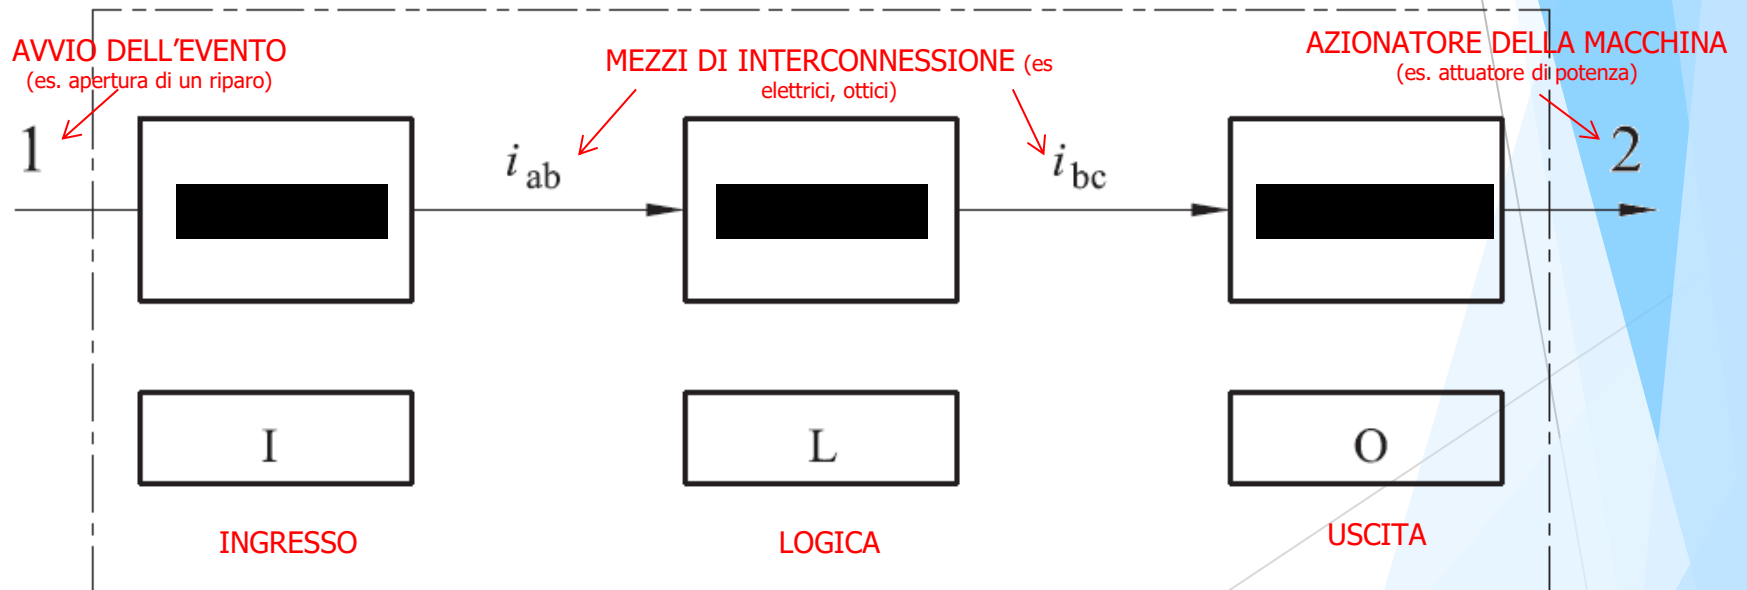 AVVIO DELL'EVENTO
(es. apertura di un riparo)
MEZZI DI INTERCONNESSIONE (es
elettrici, ottici)
AZIONATORE DELLA MACCHINA
(es. attuatore di potenza)
1
i ab
i bc
2
I
L
O
INGRESSO
LOGICA
USCITA